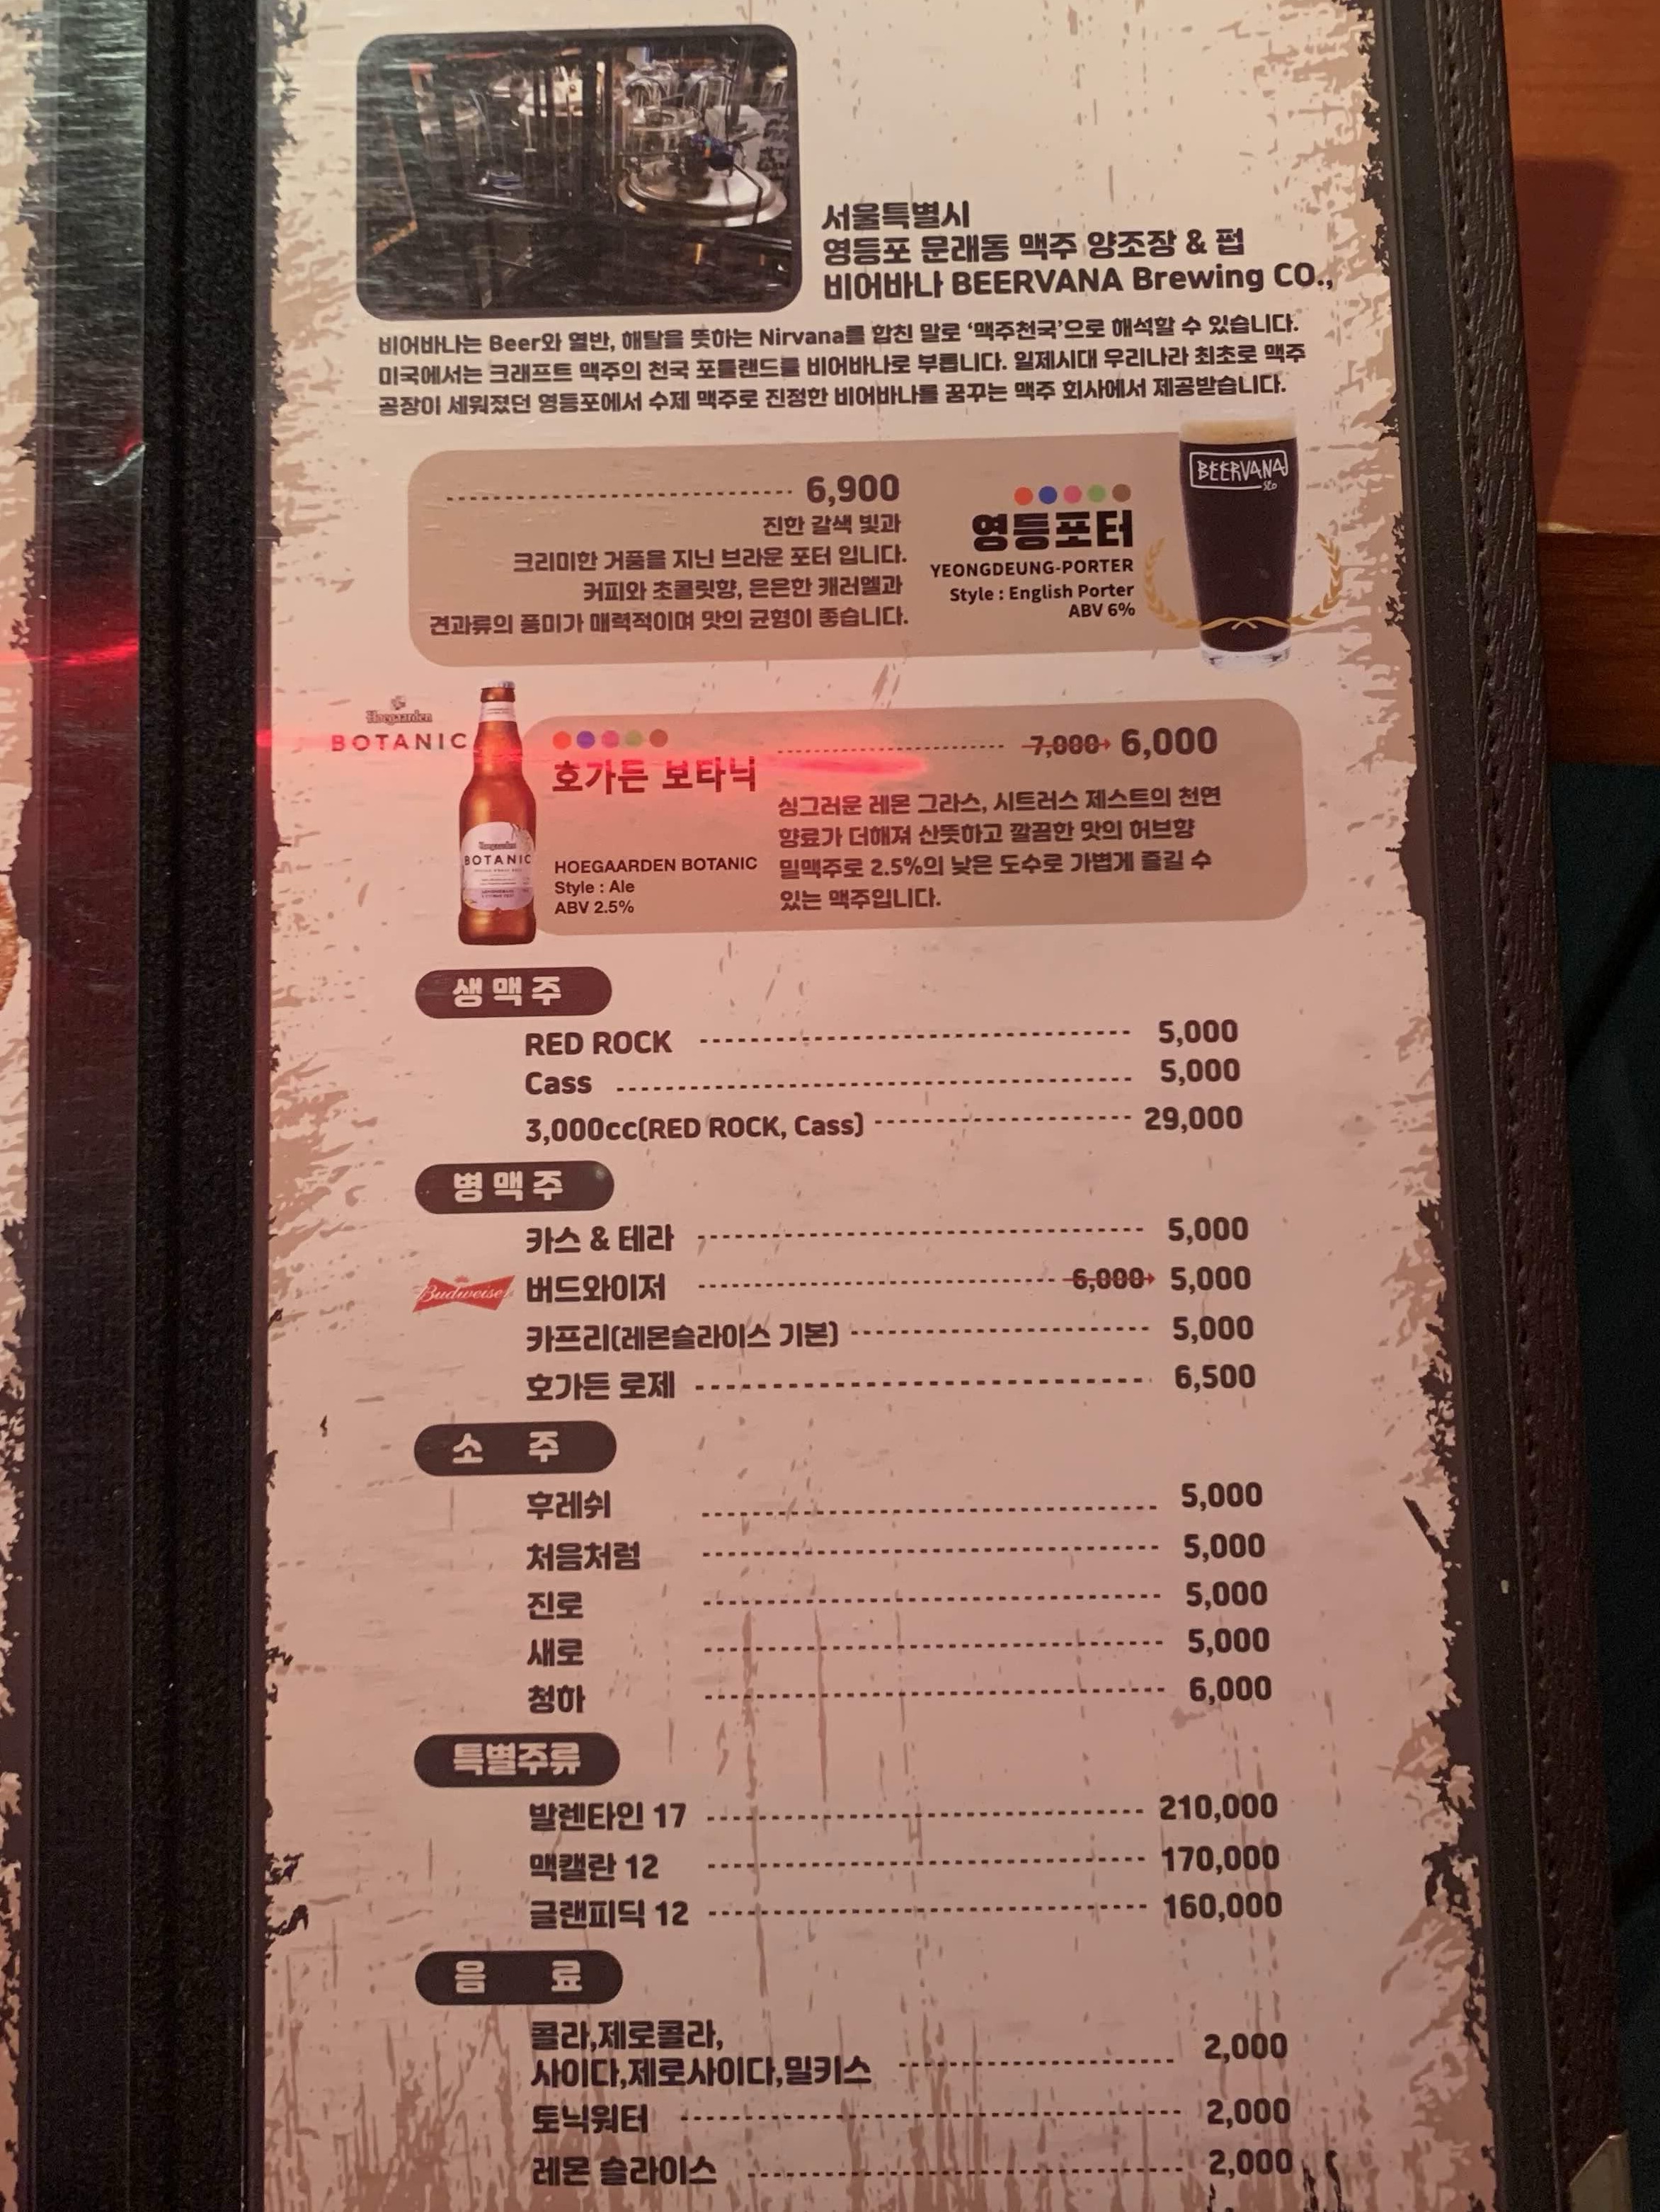 서울특별시
영등포 문래동 맥주 양조장 & 펍
비어바나 BEERVANA Brewing CO.,
비어바나는 Beer와 열반, 해탈을 뜻하는 Nirvana를 합친 말로 '맥주천국'으로 해석할 수 있습니다.
미국에서는 크래프트 맥주의 천국 포틀랜드를 비어바나로 부릅니다. 일제시대 우리나라 최초로 맥주
공장이 세워졌던 영등포에서 수제 맥주로 진정한 비어바나를 꿈꾸는 맥주 회사에서 제공받습니다.
6,900
진한 갈색 빛과
크리미한 거품을 지닌 브라운 포터 입니다.
커피와 초콜릿향, 은은한 캐러멜과
견과류의 풍미가 매력적이며 맛의 균형이 좋습니다.
영등포터
YEONGDEUNG-PORTER
Style : English Porter
ABV 6%
BEERVANA
Hoegaarden
BOTANIC
Hoegaarden
BOTANIC
호가든 보타닉
HOEGAARDEN BOTANIC
Style : Ale
ABV 2.5%
7,000 6,000
싱그러운 레몬 그라스, 시트러스 제스트의 천연
향료가 더해져 산뜻하고 깔끔한 맛의 허브향
밀맥주로 2.5%의 낮은 도수로 가볍게 즐길 수
있는 맥주입니다.
생맥주
RED ROCK 5,000
Cass 5,000
3,000cc(RED ROCK, Cass) 29,000
병맥주
카스 & 테라 5,000
Budweiser 버드와이저 6,000 5,000
카프리(레몬슬라이스 기본) 5,000
호가든 로제 6,500
소 주
후레쉬 5,000
처음처럼 5,000
진로 5,000
새로 5,000
청하 6,000
특별주류
발렌타인 17 210,000
맥캘란 12 170,000
글랜피딕 12 160,000
음 료
콜라,제로콜라,
사이다,제로사이다,밀키스 2,000
토닉워터 2,000
레몬 슬라이스 2,000